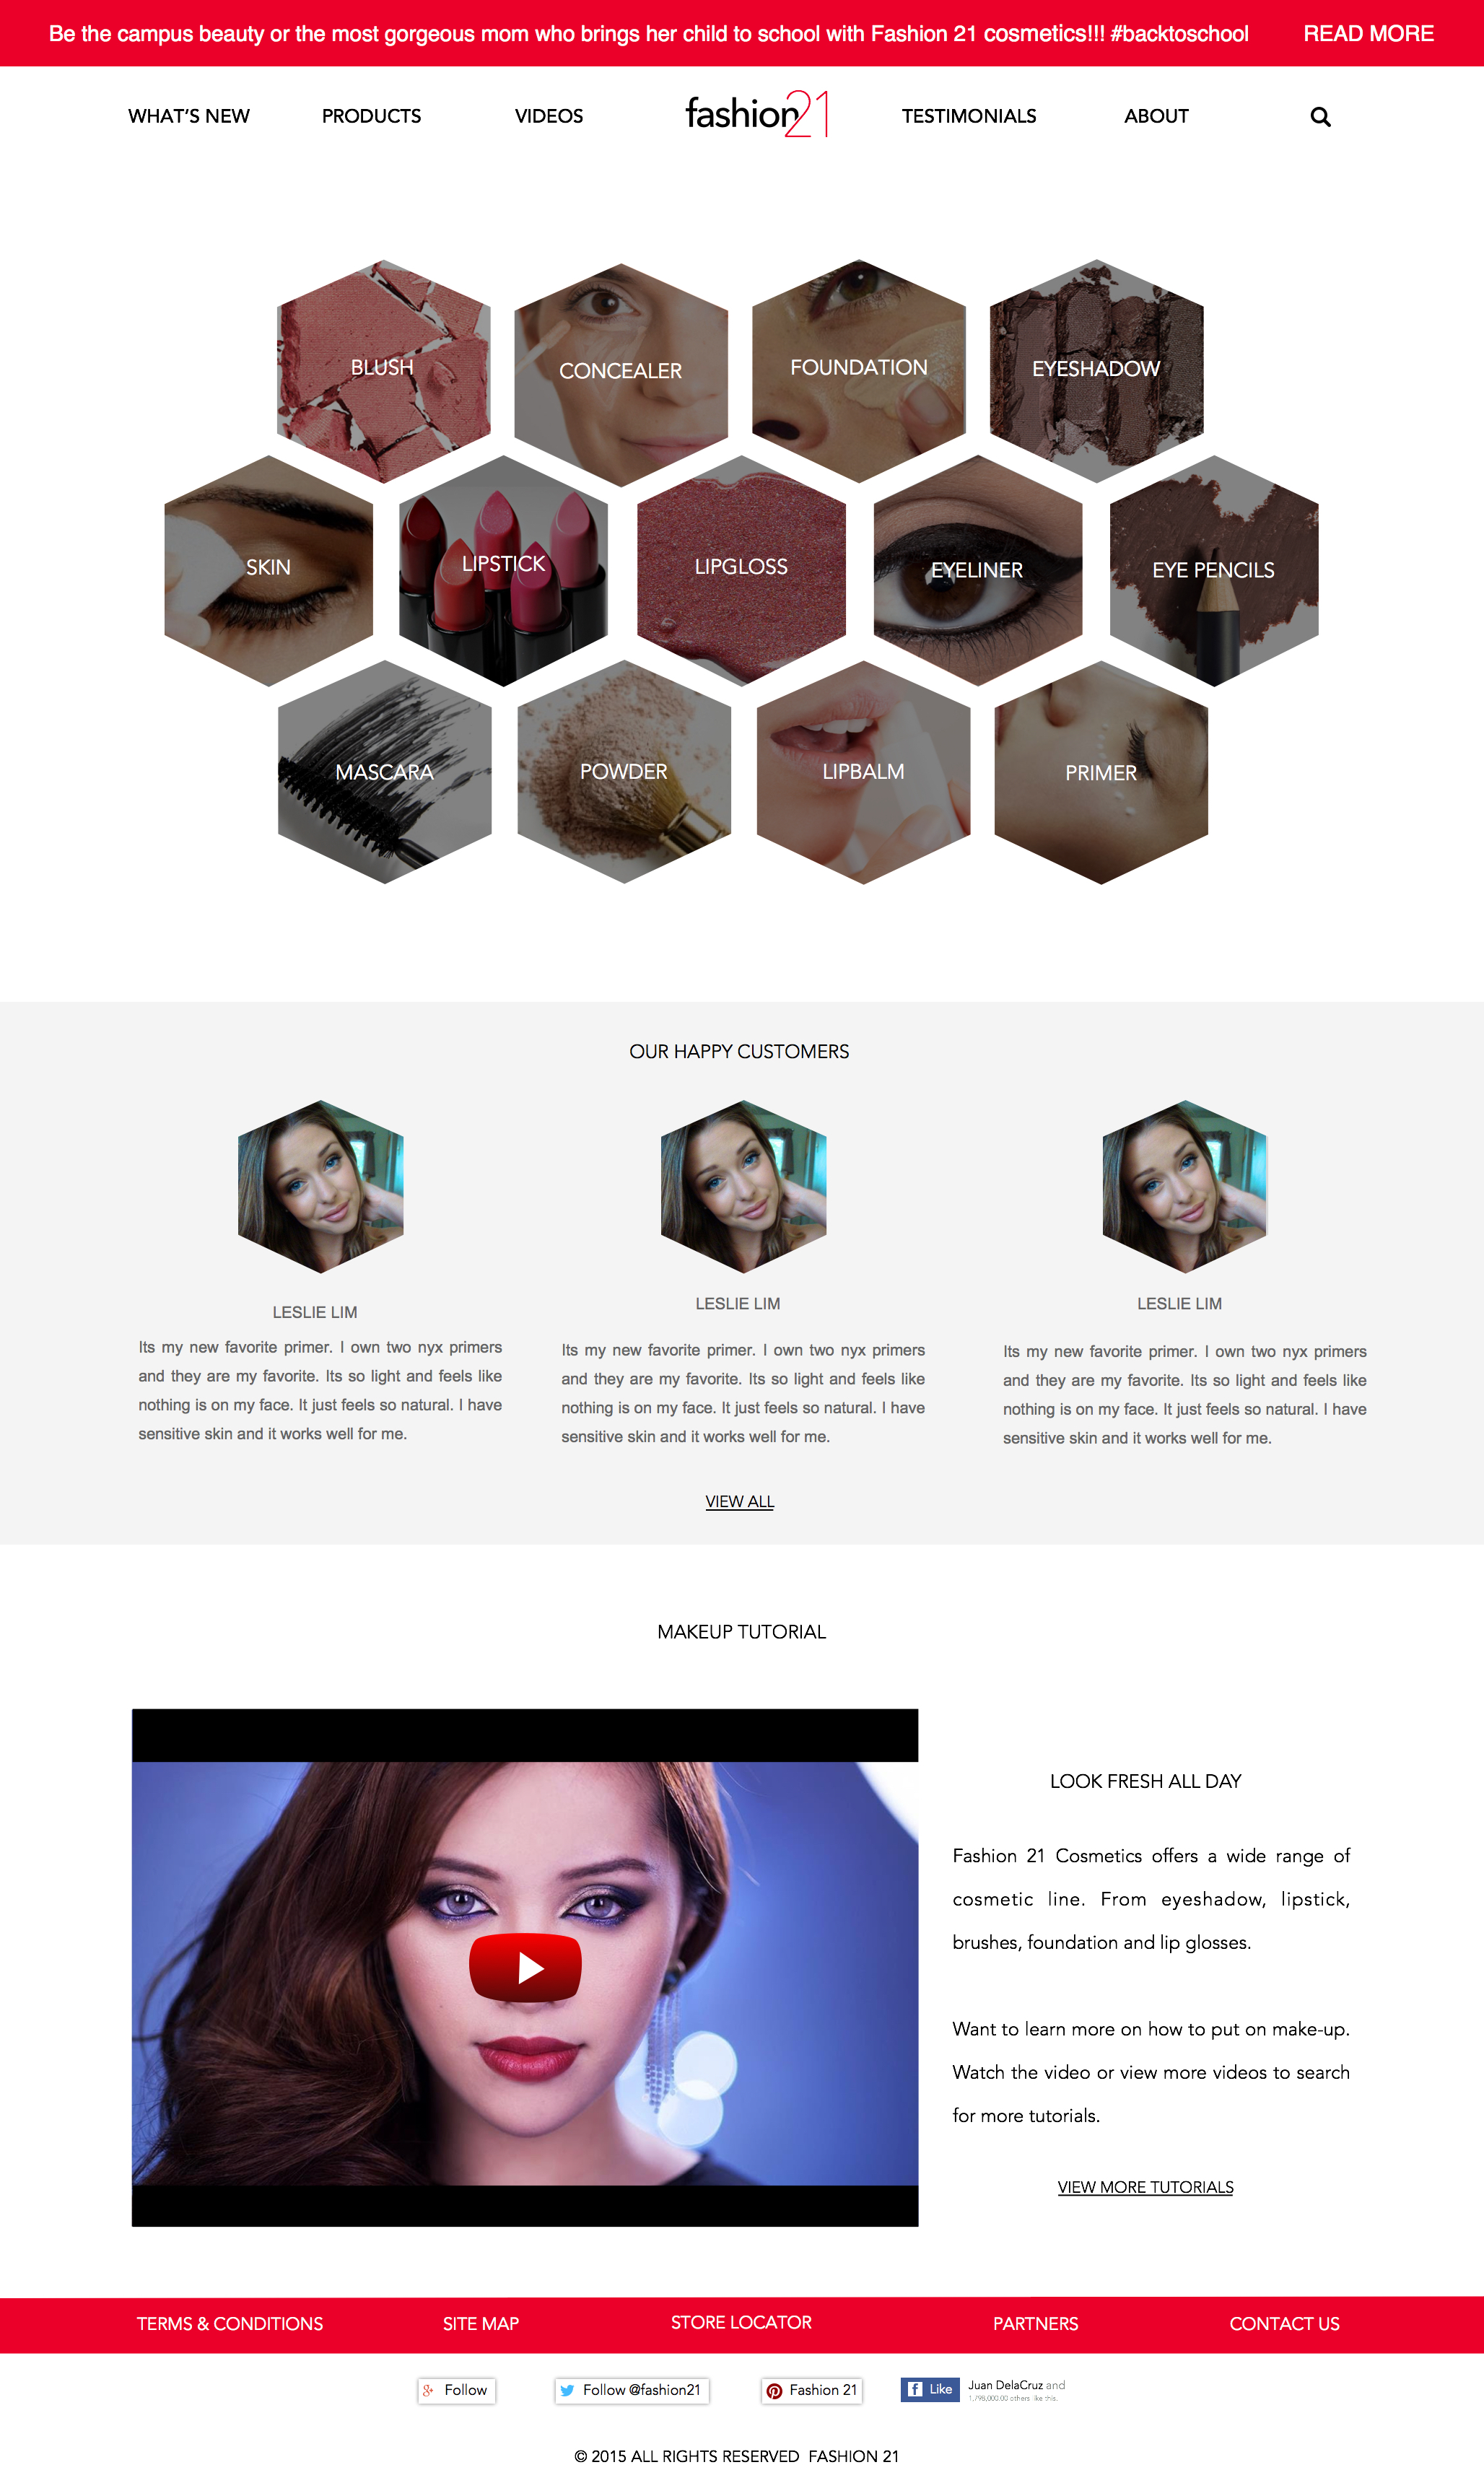 Be the campus beauty or the most gorgeous mom who brings her child to school with Fashion 21 cosmetics!!! #backtoschool READ MORE
WHAT'S NEW PRODUCTS VIDEOS fashion21 TESTIMONIALS ABOUT
BLUSH CONCEALER FOUNDATION EYESHADOW
SKIN LIPSTICK LIPGLOSS EYELINER EYE PENCILS
MASCARA POWDER LIPBALM PRIMER
OUR HAPPY CUSTOMERS
LESLIE LIM
Its my new favorite primer. I own two nyx primers
and they are my favorite. Its so light and feels like
nothing is on my face. It just feels so natural. I have
sensitive skin and it works well for me.
LESLIE LIM
Its my new favorite primer. I own two nyx primers
and they are my favorite. Its so light and feels like
nothing is on my face. It just feels so natural. I have
sensitive skin and it works well for me.
LESLIE LIM
Its my new favorite primer. I own two nyx primers
and they are my favorite. Its so light and feels like
nothing is on my face. It just feels so natural. I have
sensitive skin and it works well for me.
VIEW ALL
MAKEUP TUTORIAL
LOOK FRESH ALL DAY
Fashion 21 Cosmetics offers a wide range of
cosmetic line. From eyeshadow, lipstick,
brushes, foundation and lip glosses.
Want to learn more on how to put on make-up.
Watch the video or view more videos to search
for more tutorials.
VIEW MORE TUTORIALS
TERMS & CONDITIONS SITE MAP STORE LOCATOR PARTNERS CONTACT US
Follow Follow @fashion21 Fashion 21 Like Juan DelaCruz and
1,798,000.00 others like this.
© 2015 ALL RIGHTS RESERVED FASHION 21